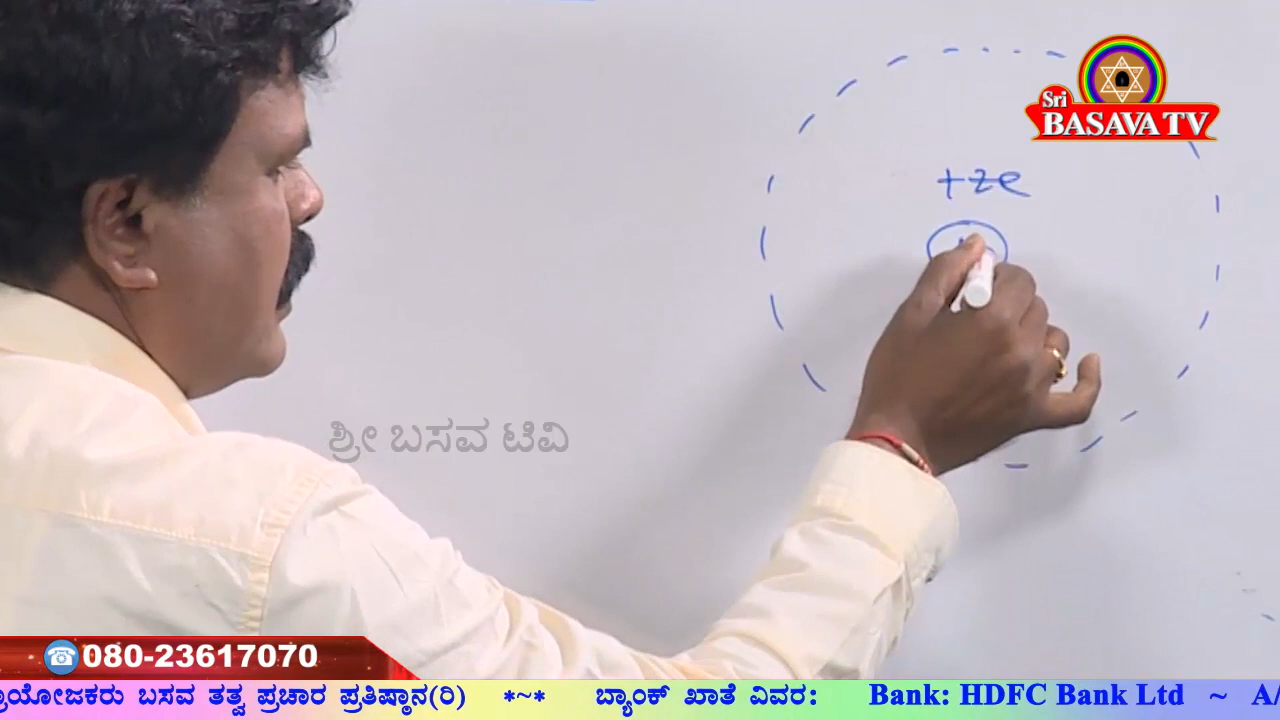 Sri
BASAVA TV
+ze
ಶ್ರೀ ಬಸವ ಟಿವಿ
080-23617070
ಪ್ರಾಯೋಜಕರು ಬಸವ ತತ್ವ ಪ್ರಚಾರ ಪ್ರತಿಷ್ಠಾನ(ರಿ) *~* ಬ್ಯಾಂಕ್ ಖಾತೆ ವಿವರ: Bank: HDFC Bank Ltd ~ A/